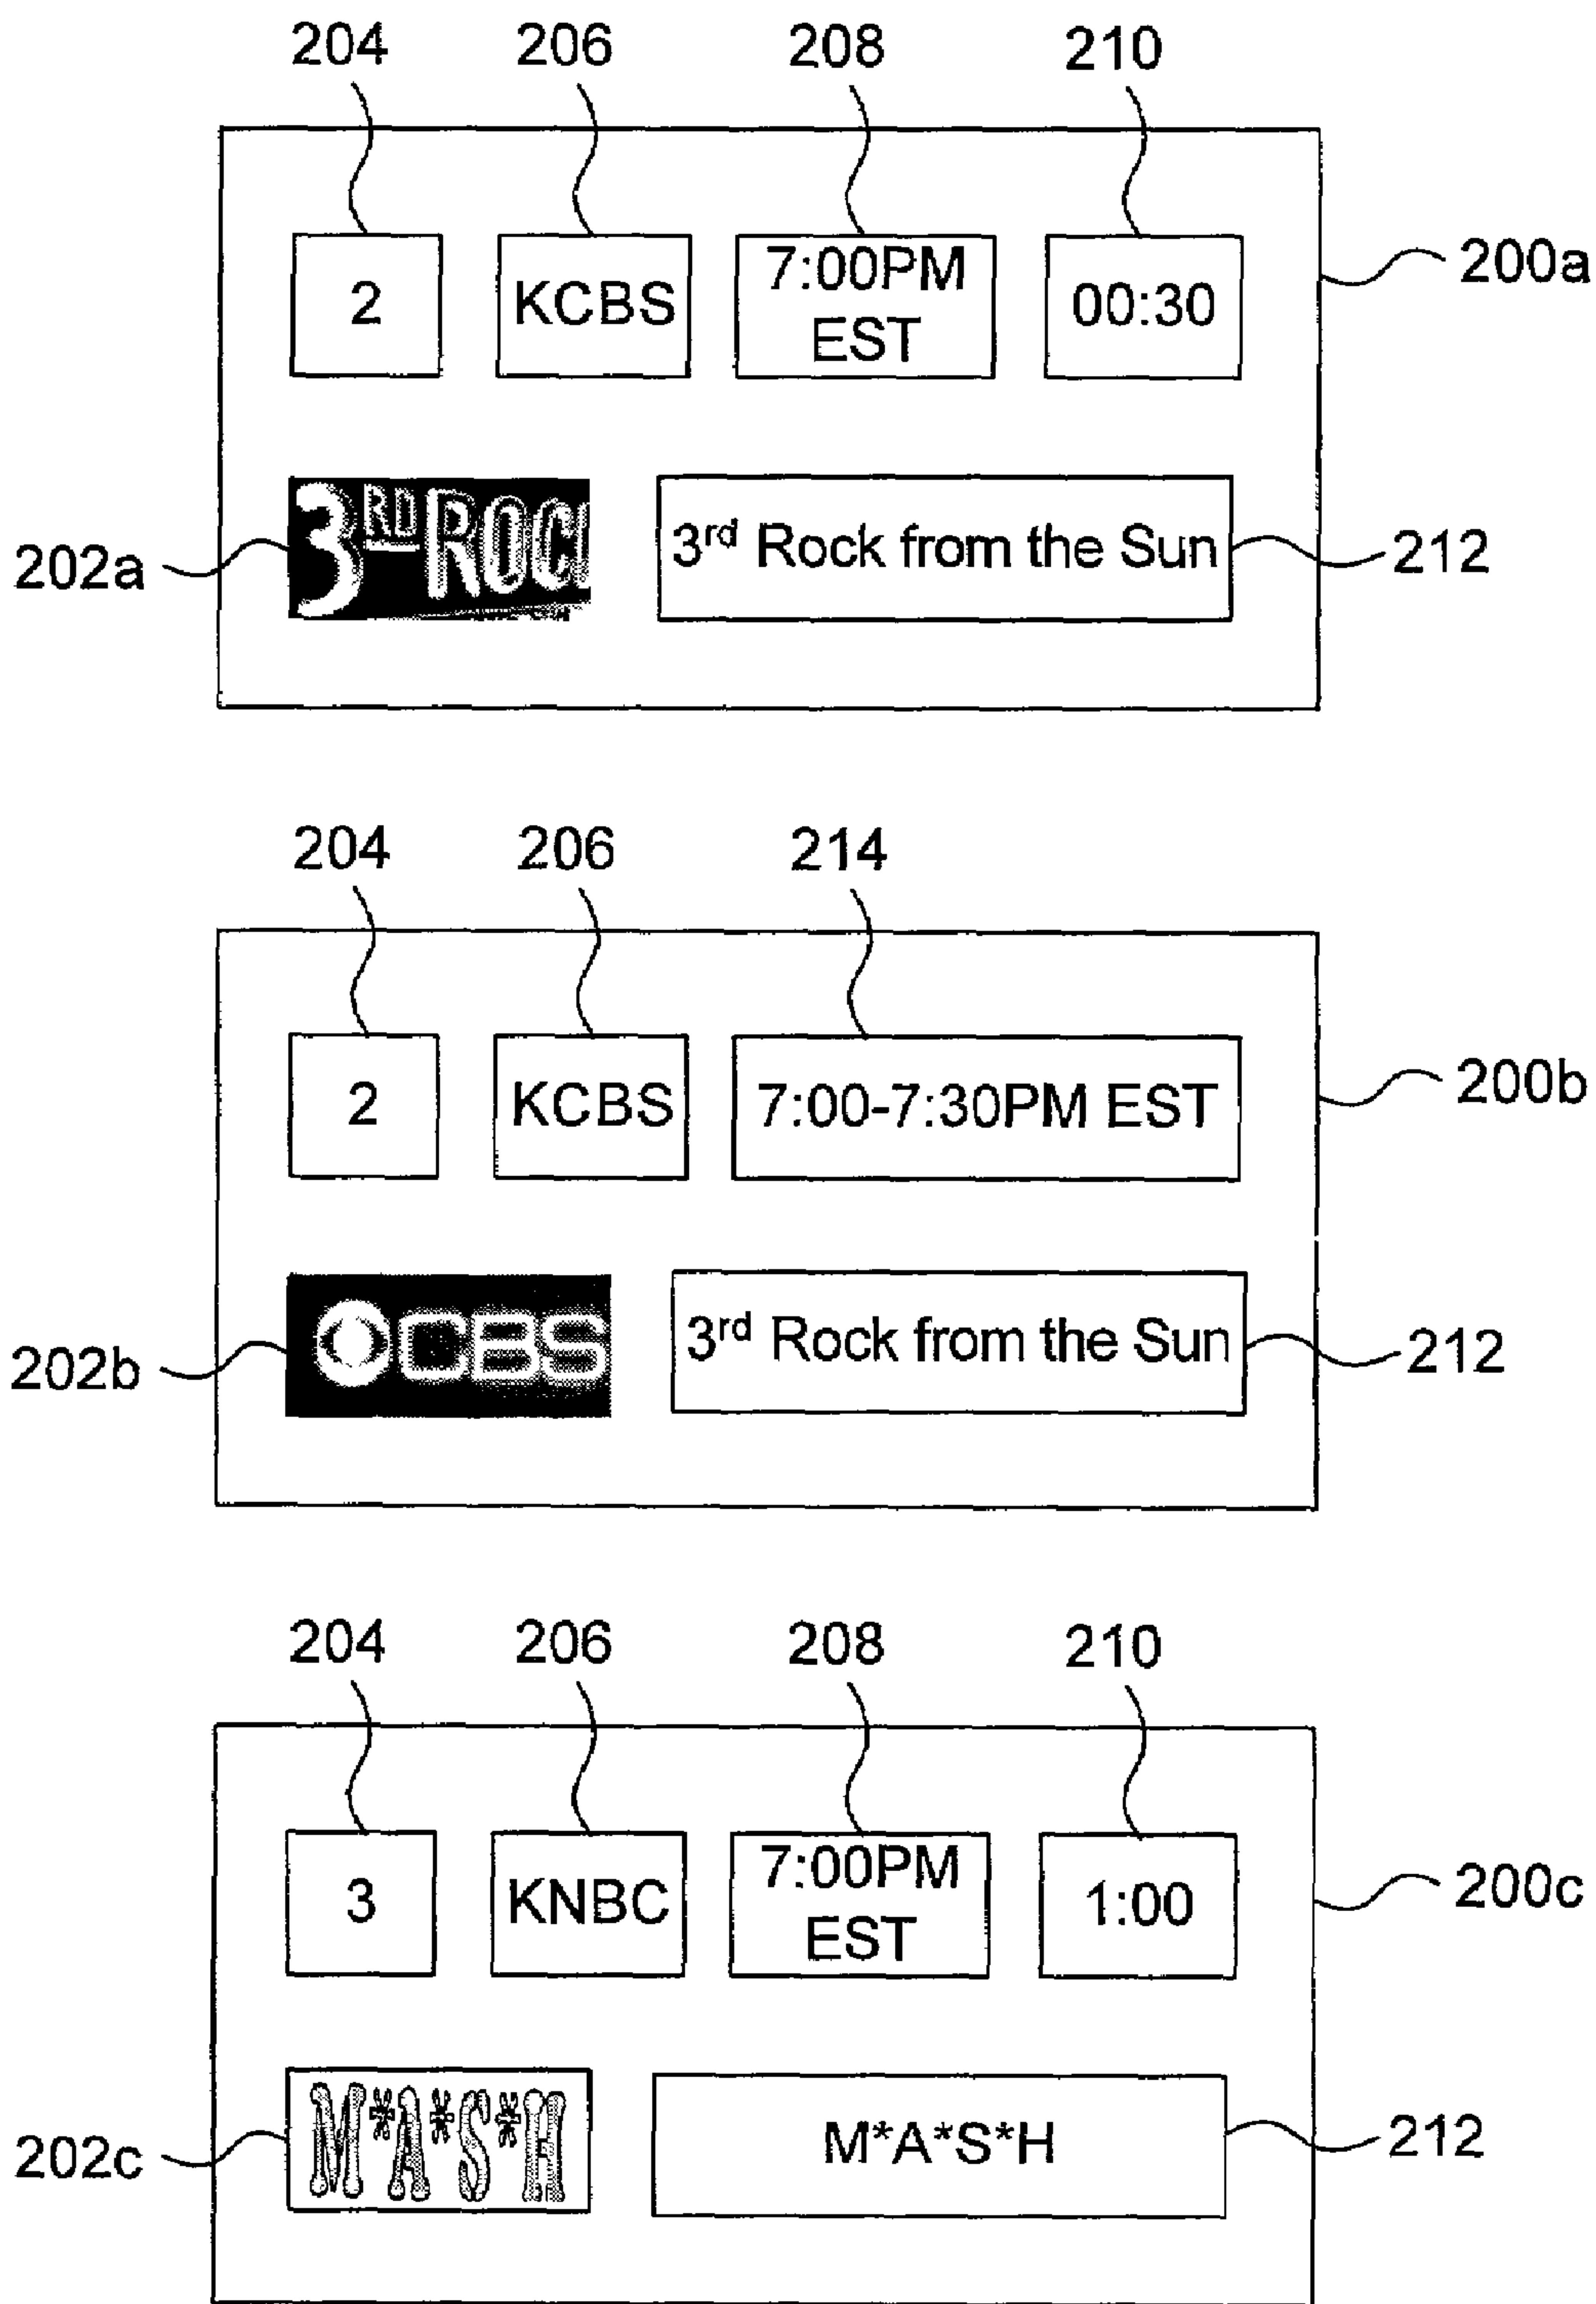 204 206 208 210
2 KCBS 7:00PM EST 00:30
200a
3RD ROC
3rd Rock from the Sun
202a 212
204 206 214
2 KCBS 7:00-7:30PM EST
200b
CBS
3rd Rock from the Sun
202b 212
204 206 208 210
3 KNBC 7:00PM EST 1:00
200c
M*A*S*H
M*A*S*H
202c 212